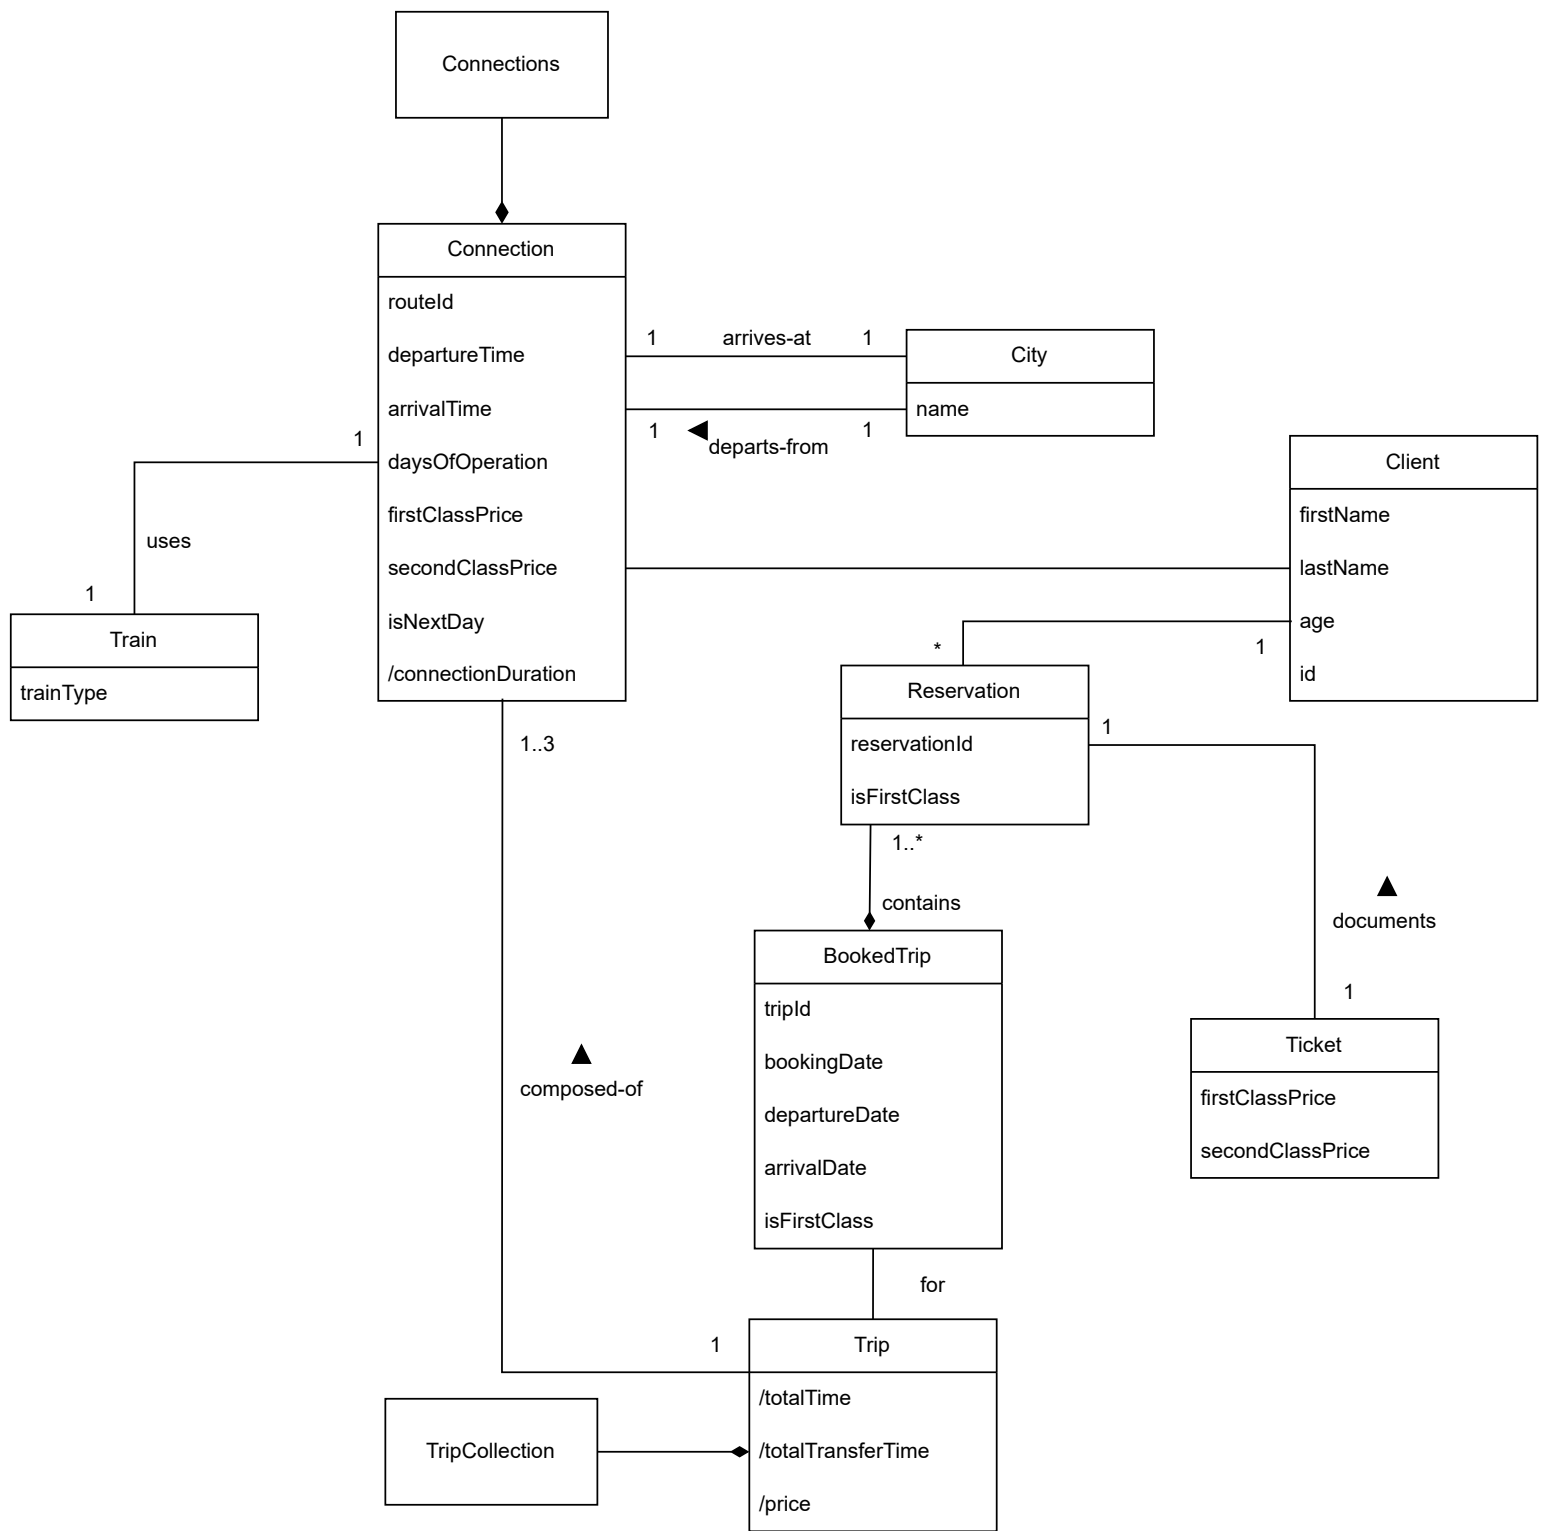 Connections
Connection
routeId
departureTime
arrivalTime
daysOfOperation
firstClassPrice
secondClassPrice
isNextDay
/connectionDuration
1
arrives-at
1
1
departs-from
1
City
name
1
uses
1
Train
trainType
Client
firstName
lastName
age
id
*
1
Reservation
reservationId
isFirstClass
1
documents
1
Ticket
firstClassPrice
secondClassPrice
1..*
contains
BookedTrip
tripId
bookingDate
departureDate
arrivalDate
isFirstClass
for
1..3
composed-of
1
Trip
/totalTime
/totalTransferTime
/price
TripCollection